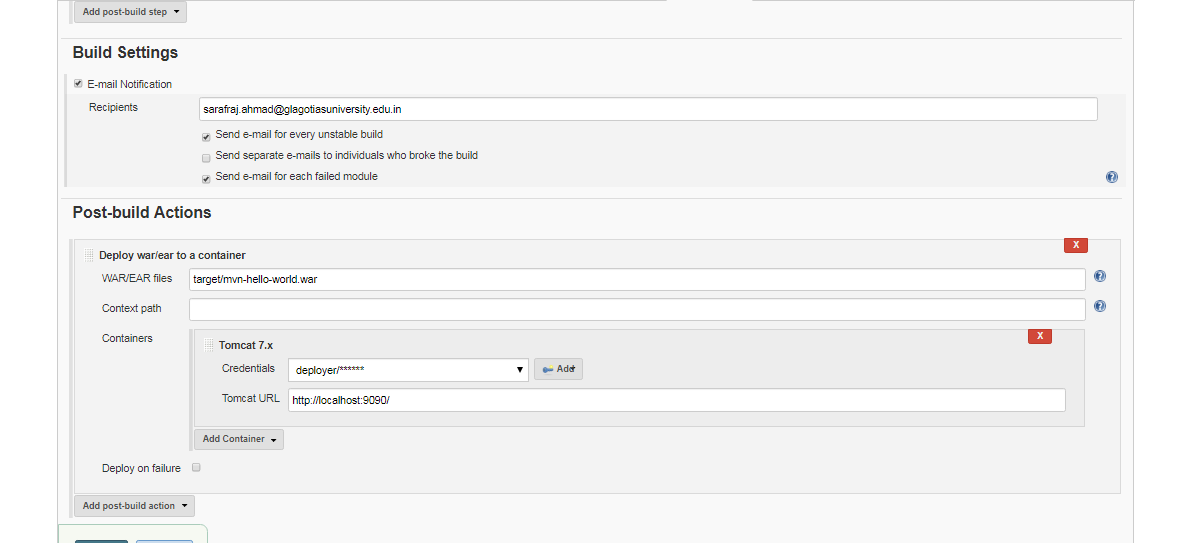 Add post-build step
Build Settings
E-mail Notification
Recipients
sarafraj.ahmad@glagotiasuniversity.edu.in
Send e-mail for every unstable build
Send separate e-mails to individuals who broke the build
Send e-mail for each failed module
Post-build Actions
X
Deploy war/ear to a container
WAR/EAR files
target/mvn-hello-world.war
Context path
Containers
X
Tomcat 7.x
Credentials
deployer/******
Add
Tomcat URL
http://localhost:9090/
Add Container
Deploy on failure
Add post-build action